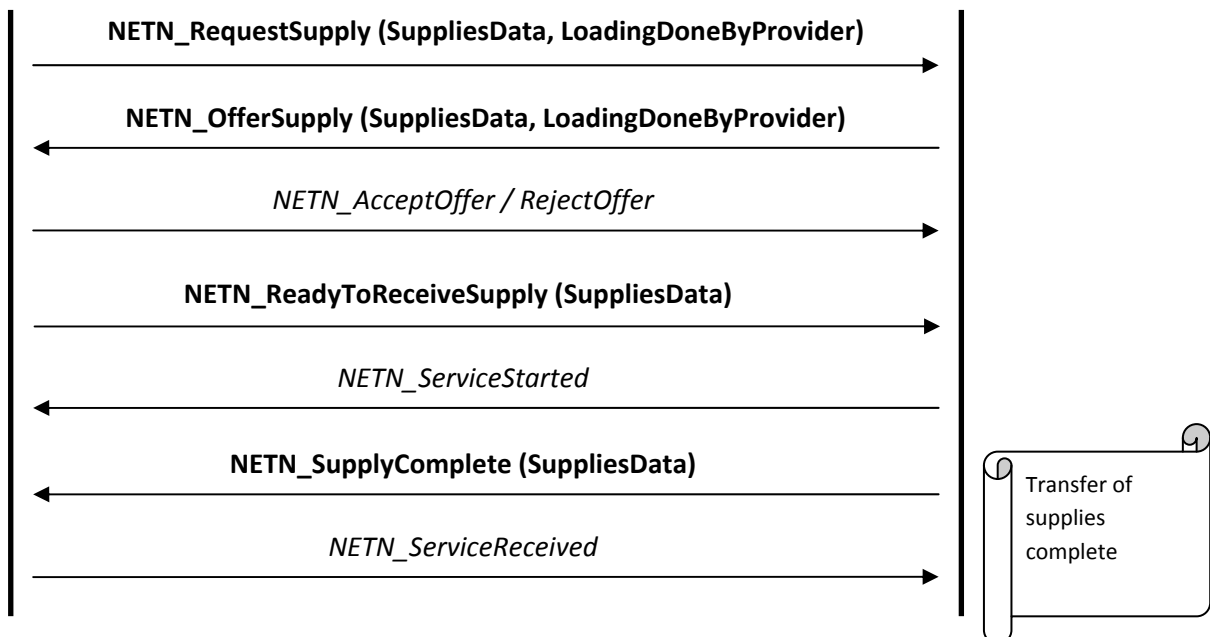 NETN_RequestSupply (SuppliesData, LoadingDoneByProvider)
NETN_OfferSupply (SuppliesData, LoadingDoneByProvider)
NETN_AcceptOffer / RejectOffer
NETN_ReadyToReceiveSupply (SuppliesData)
NETN_ServiceStarted
NETN_SupplyComplete (SuppliesData)
NETN_ServiceReceived
Transfer of
supplies
complete